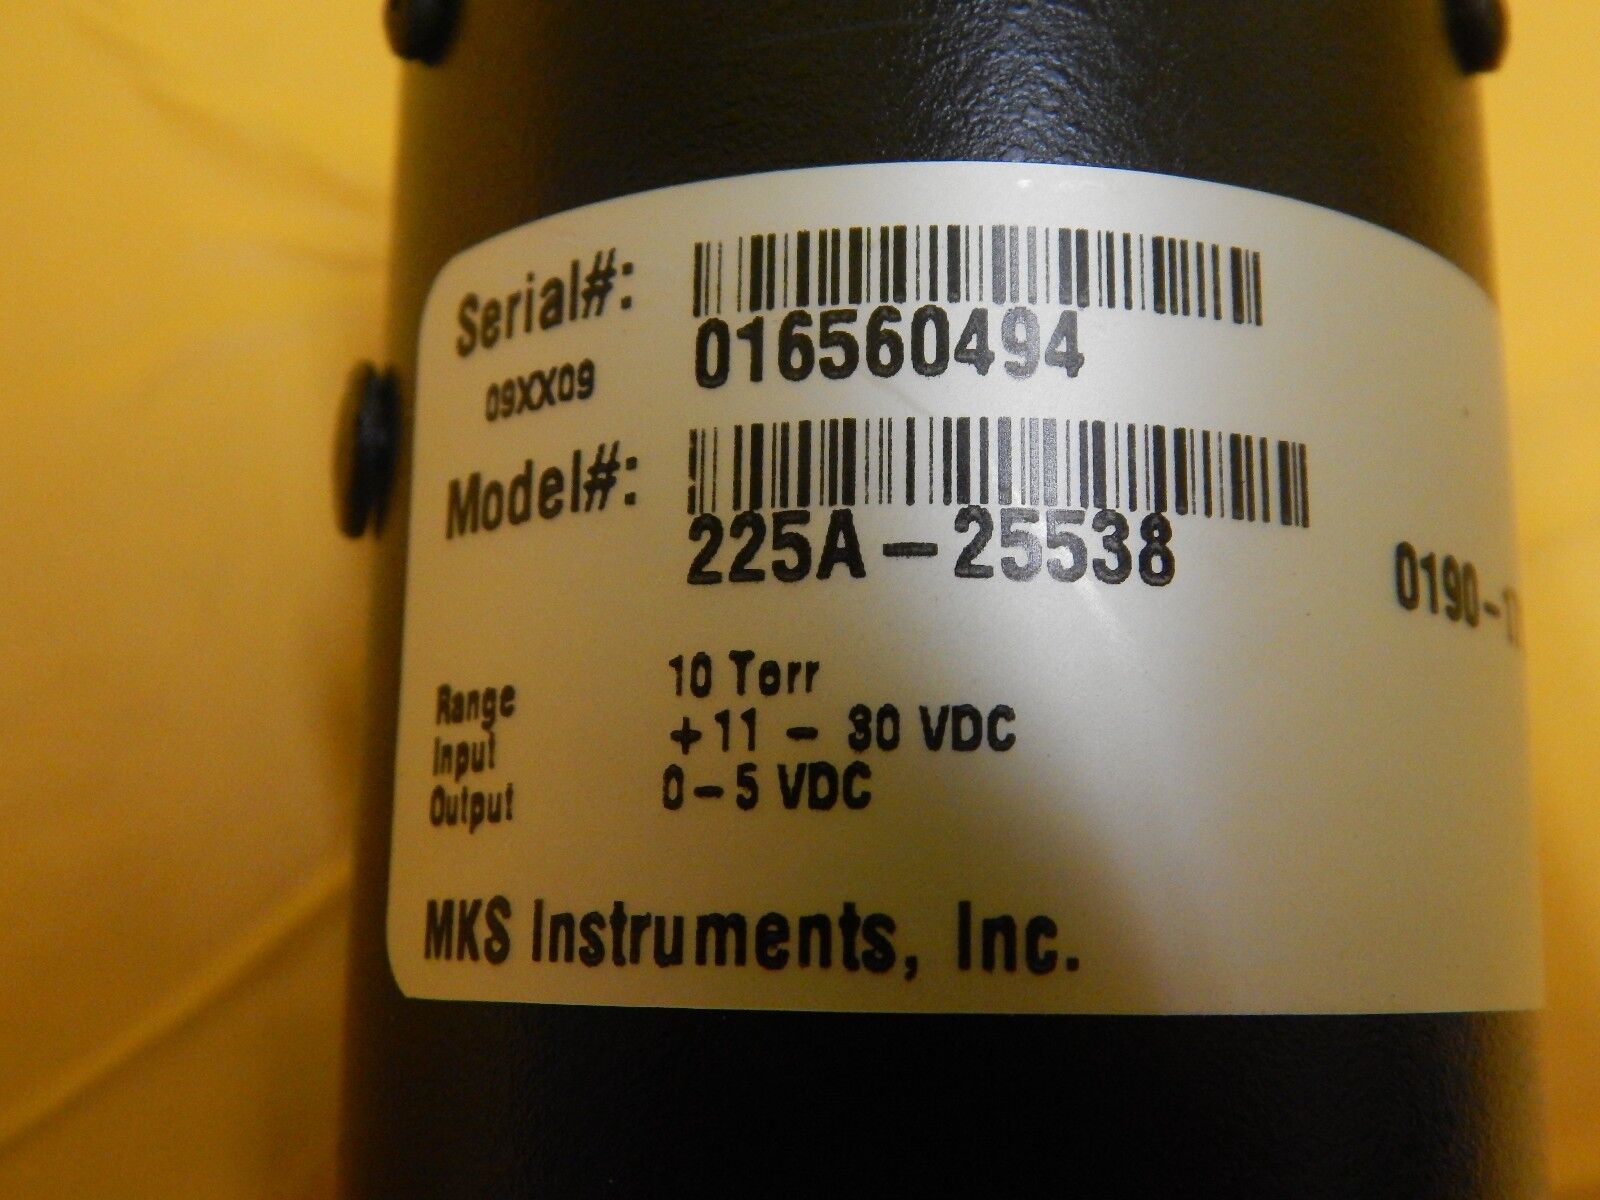 Serial#: 016560494
09XX09
Model#: 225A-25538
0190-1
Range 10 Torr
Input +11 - 30 VDC
Output 0-5 VDC
MKS Instruments, Inc.